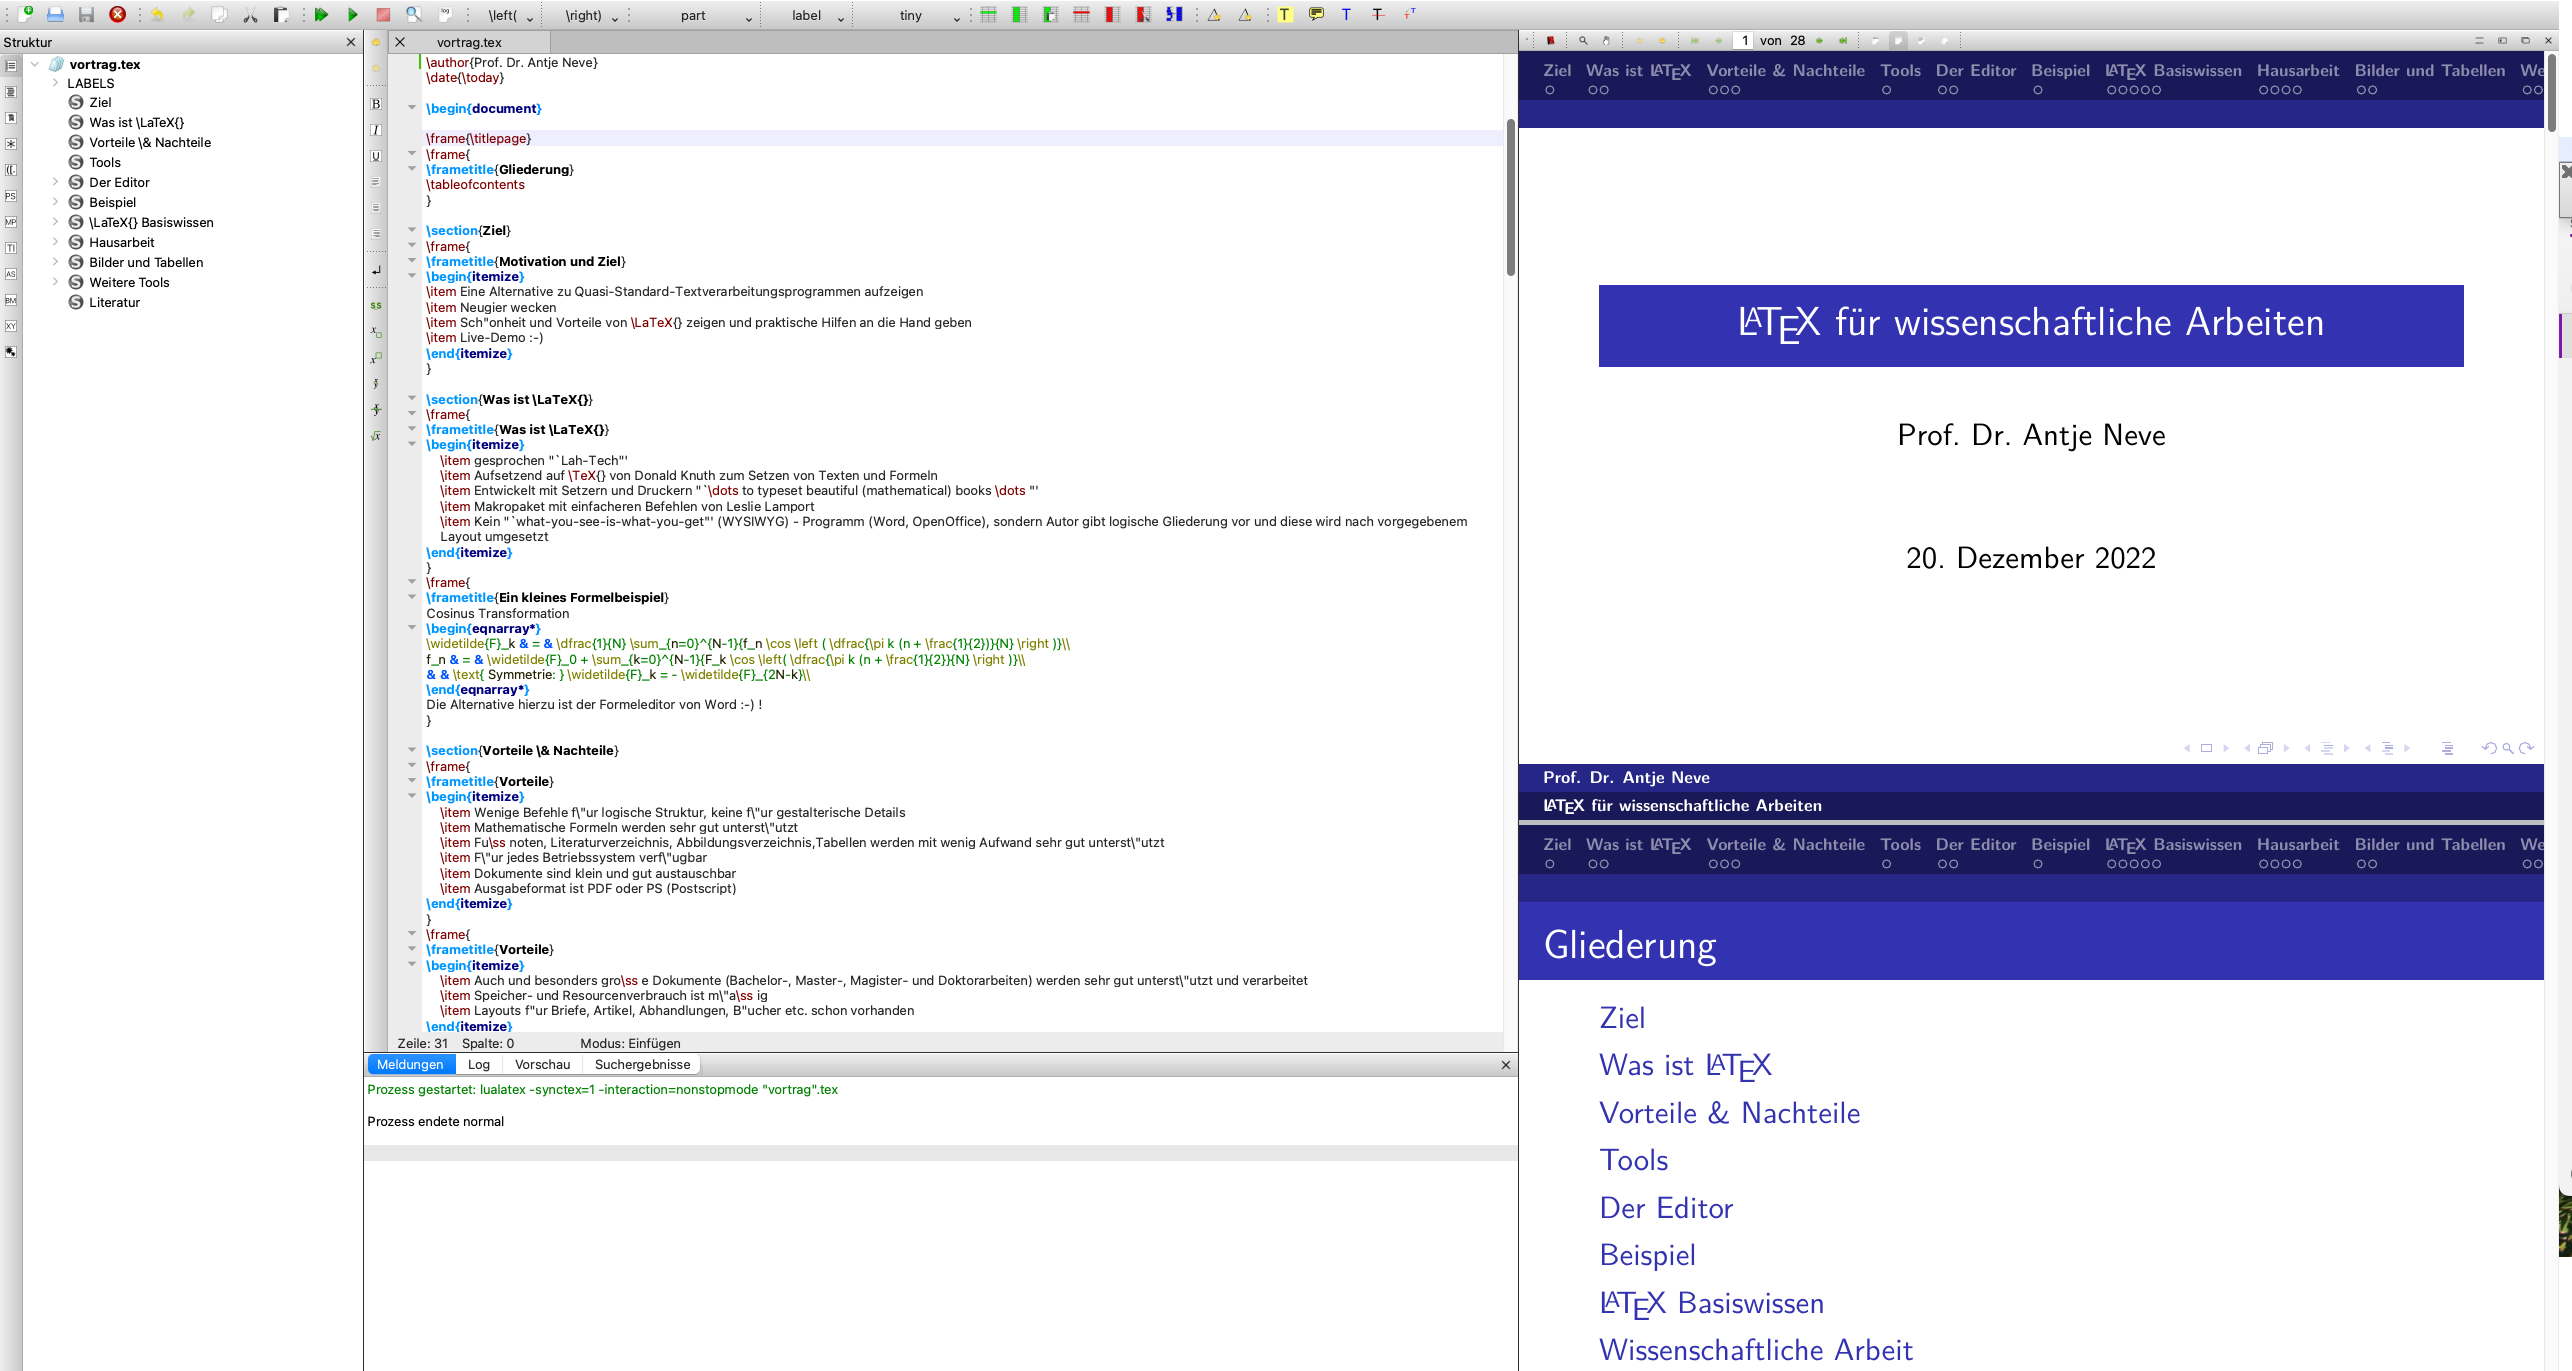 \left(
\right)
part
label
tiny
Struktur
vortrag.tex
LABELS
Ziel
Was ist \LaTeX{}
Vorteile \& Nachteile
Tools
Der Editor
Beispiel
\LaTeX{} Basiswissen
Hausarbeit
Bilder und Tabellen
Weitere Tools
Literatur
vortrag.tex
\author{Prof. Dr. Antje Neve}
\date{\today}
\begin{document}
\frame{\titlepage}
\frame{
\frametitle{Gliederung}
\tableofcontents
}
\section{Ziel}
\frame{
\frametitle{Motivation und Ziel}
\begin{itemize}
\item Eine Alternative zu Quasi-Standard-Textverarbeitungsprogrammen aufzeigen
\item Neugier wecken
\item Sch"onheit und Vorteile von \LaTeX{} zeigen und praktische Hilfen an die Hand geben
\item Live-Demo :-)
\end{itemize}
}
\section{Was ist \LaTeX{}}
\frame{
\frametitle{Was ist \LaTeX{}}
\begin{itemize}
\item gesprochen "`Lah-Tech"'
\item Aufsetzend auf \TeX{} von Donald Knuth zum Setzen von Texten und Formeln
\item Entwickelt mit Setzern und Druckern "`\dots to typeset beautiful (mathematical) books \dots "'
\item Makropaket mit einfacheren Befehlen von Leslie Lamport
\item Kein "`what-you-see-is-what-you-get"' (WYSIWYG) - Programm (Word, OpenOffice), sondern Autor gibt logische Gliederung vor und diese wird nach vorgegebenem
Layout umgesetzt
\end{itemize}
}
\frame{
\frametitle{Ein kleines Formelbeispiel}
Cosinus Transformation
\begin{eqnarray*}
\widetilde{F}_k & = & \dfrac{1}{N} \sum_{n=0}^{N-1}{f_n \cos \left ( \dfrac{\pi k (n + \frac{1}{2})}{N} \right )}\\
f_n & = & \widetilde{F}_0 + \sum_{k=0}^{N-1}{F_k \cos \left( \dfrac{\pi k (n + \frac{1}{2}}{N} \right )}\\
& & \text{ Symmetrie: } \widetilde{F}_k = - \widetilde{F}_{2N-k}\\
\end{eqnarray*}
Die Alternative hierzu ist der Formeleditor von Word :-) !
}
\section{Vorteile \& Nachteile}
\frame{
\frametitle{Vorteile}
\begin{itemize}
\item Wenige Befehle f\"ur logische Struktur, keine f\"ur gestalterische Details
\item Mathematische Formeln werden sehr gut unterst\"utzt
\item Fu\ss noten, Literaturverzeichnis, Abbildungsverzeichnis,Tabellen werden mit wenig Aufwand sehr gut unterst\"utzt
\item F\"ur jedes Betriebssystem verf\"ugbar
\item Dokumente sind klein und gut austauschbar
\item Ausgabeformat ist PDF oder PS (Postscript)
\end{itemize}
}
\frame{
\frametitle{Vorteile}
\begin{itemize}
\item Auch und besonders gro\ss e Dokumente (Bachelor-, Master-, Magister- und Doktorarbeiten) werden sehr gut unterst\"utzt und verarbeitet
\item Speicher- und Resourcenverbrauch ist m\"a\ss ig
\item Layouts f"ur Briefe, Artikel, Abhandlungen, B"ucher etc. schon vorhanden
\end{itemize}
Zeile: 31 Spalte: 0 Modus: Einfügen
Meldungen Log Vorschau Suchergebnisse
Prozess gestartet: lualatex -synctex=1 -interaction=nonstopmode "vortrag".tex
Prozess endete normal
1 von 28
Ziel Was ist LATEX Vorteile & Nachteile Tools Der Editor Beispiel LATEX Basiswissen Hausarbeit Bilder und Tabellen We
LATEX für wissenschaftliche Arbeiten
Prof. Dr. Antje Neve
20. Dezember 2022
Prof. Dr. Antje Neve
LATEX für wissenschaftliche Arbeiten
Ziel Was ist LATEX Vorteile & Nachteile Tools Der Editor Beispiel LATEX Basiswissen Hausarbeit Bilder und Tabellen We
Gliederung
Ziel
Was ist LATEX
Vorteile & Nachteile
Tools
Der Editor
Beispiel
LATEX Basiswissen
Wissenschaftliche Arbeit